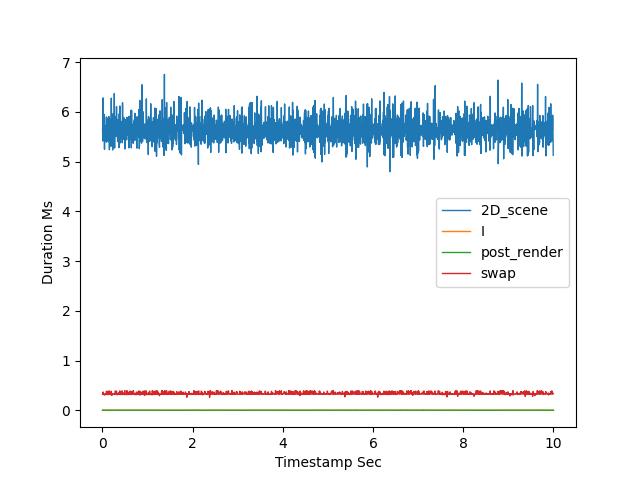 7
6
5
4
3
2
1
0
Duration Ms
2D_scene
I
post_render
swap
0 2 4 6 8 10
Timestamp Sec